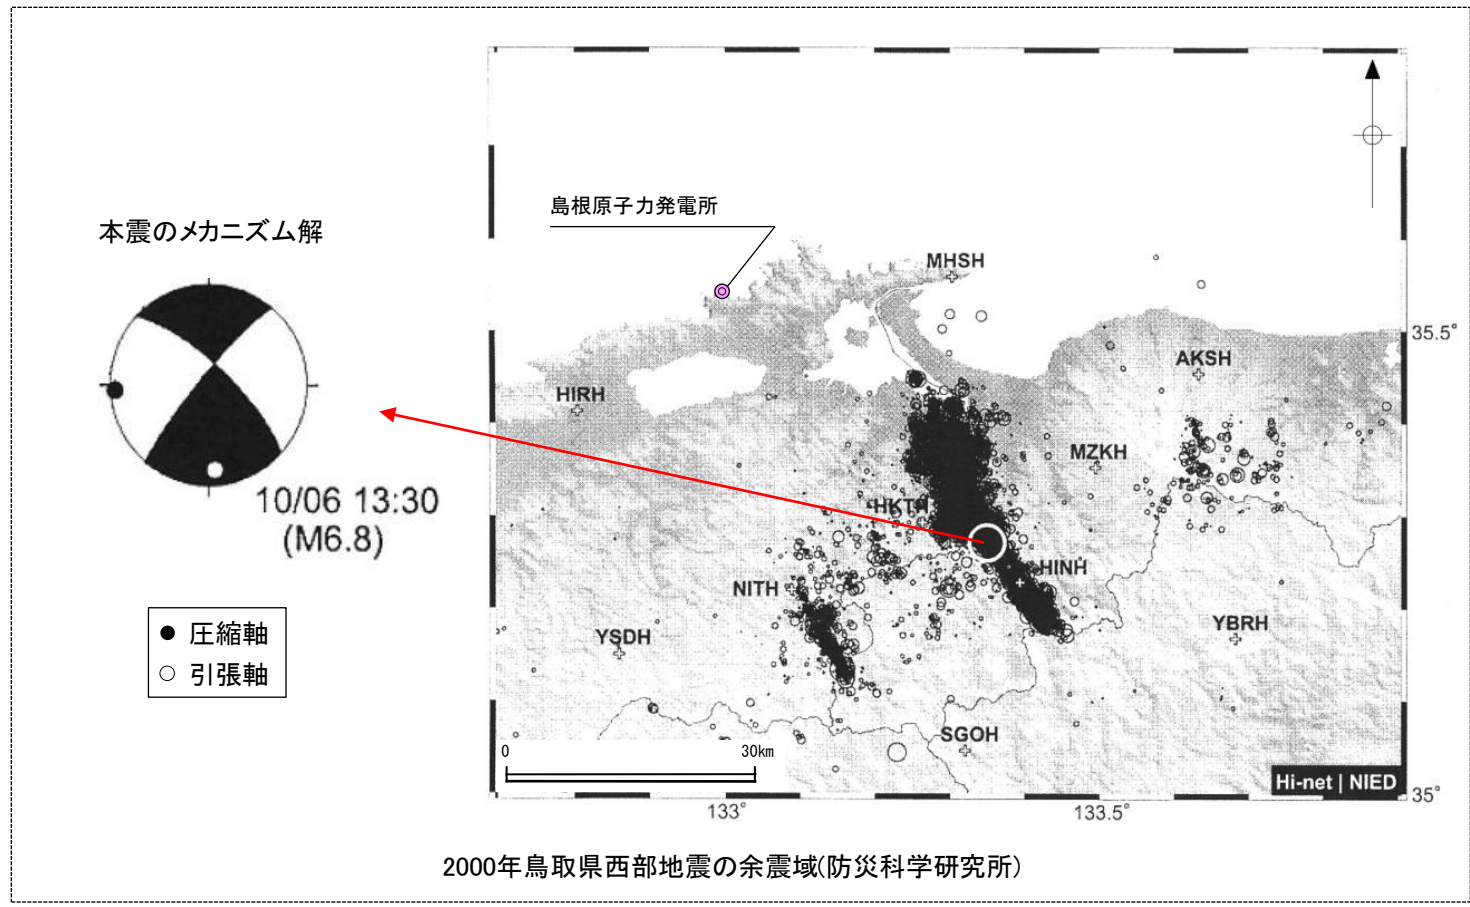 島根原子力発電所
本震のメカニズム解
MHSH
35.5°
AKSH
HIRH
MZKH
10/06 13:30
(M6.8)
HKTH
HINH
NITH
YBRH
YSDH
● 圧縮軸
○ 引張軸
SGOH
0 30km
Hi-net | NIED
35°
133° 133.5°
2000年鳥取県西部地震の余震域(防災科学研究所)